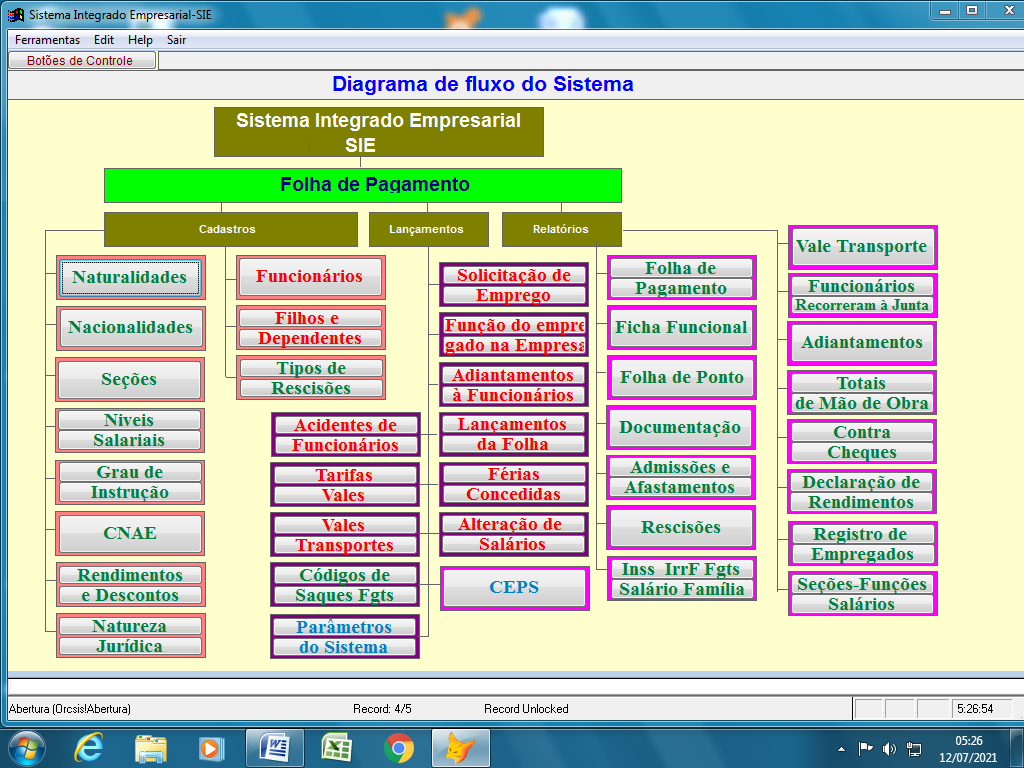 Sistema Integrado Empresarial-SIE
Ferramentas Edit Help Sair
Botões de Controle
Diagrama de fluxo do Sistema
Sistema Integrado Empresarial
SIE
Folha de Pagamento
Cadastros
Lançamentos
Relatórios
Naturalidades
Nacionalidades
Seções
Níveis
Salariais
Grau de
Instrução
CNAE
Rendimentos
e Descontos
Natureza
Jurídica
Funcionários
Filhos e
Dependentes
Tipos de
Rescisões
Acidentes de
Funcionários
Tarifas
Vales
Vales
Transportes
Códigos de
Saques Fgts
Parâmetros
do Sistema
Solicitação de
Emprego
Função do empre
gado na Empresa
Adiantamentos
à Funcionários
Lançamentos
da Folha
Férias
Concedidas
Alteração de
Salários
CEPS
Folha de
Pagamento
Ficha Funcional
Folha de Ponto
Documentação
Admissões e
Afastamentos
Rescisões
Inss IrrF Fgts
Salário Família
Vale Transporte
Funcionários
Recorreram à Junta
Adiantamentos
Totais
de Mão de Obra
Contra
Cheques
Declaração de
Rendimentos
Registro de
Empregados
Seções-Funções
Salários
Abertura (Orcsis!Abertura) Record: 4/5 Record Unlocked 5:26:54
05:26
12/07/2021